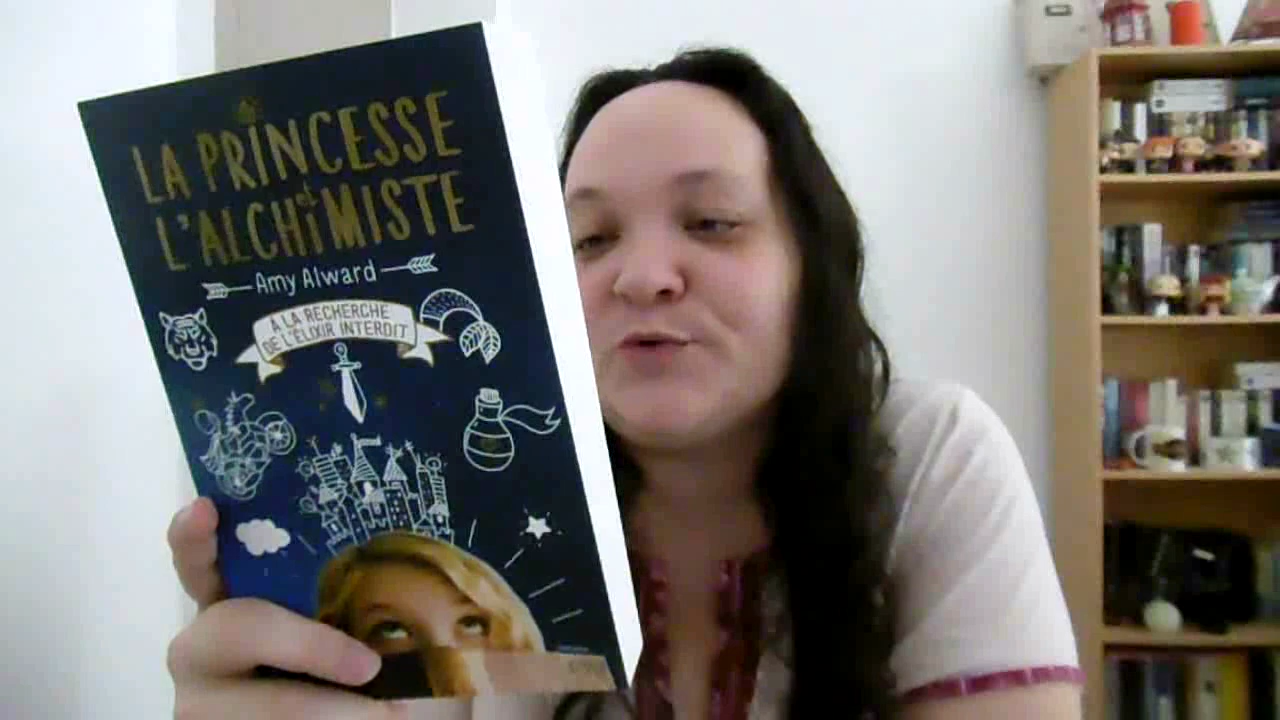 LA PRINCESSE
et
L'ALCHiMISTE
Amy Alward
A LA RECHERCHE
DE L'ÉLIXIR INTERDIT